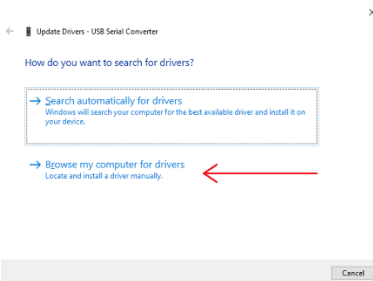 Update Drivers - USB Serial Converter
How do you want to search for drivers?
Search automatically for drivers
Windows will search your computer for the best available driver and install it on
your device.
Browse my computer for drivers
Locate and install a driver manually.
Cancel